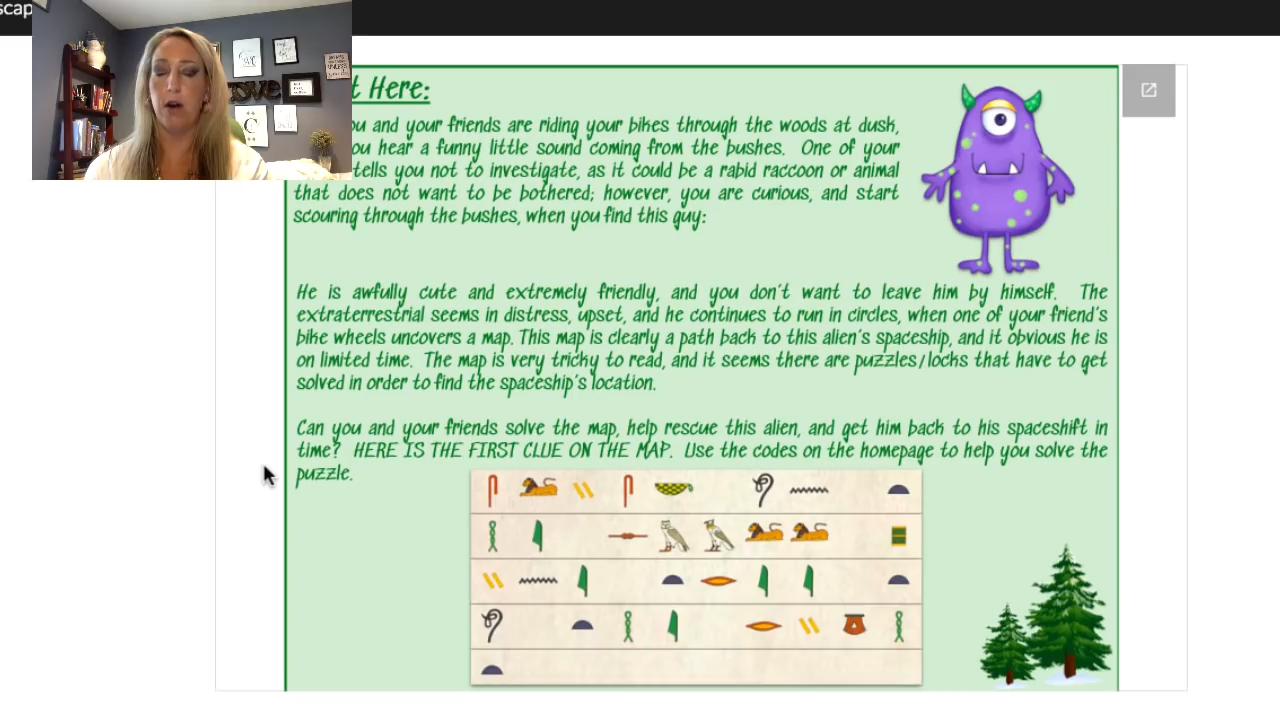 scap
t Here:
ou and your friends are riding your bikes through the woods at dusk,
ou hear a funny little sound coming from the bushes. One of your
tells you not to investigate, as it could be a rabid raccoon or animal
that does not want to be bothered; however, you are curious, and start
scouring through the bushes, when you find this guy:
He is awfully cute and extremely friendly, and you don't want to leave him by himself. The
extraterrestrial seems in distress, upset, and he continues to run in circles, when one of your friend's
bike wheels uncovers a map. This map is clearly a path back to this alien's spaceship, and it obvious he is
on limited time. The map is very tricky to read, and it seems there are puzzles/locks that have to get
solved in order to find the spaceship's location.
Can you and your friends solve the map, help rescue this alien, and get him back to his spaceshift in
time? HERE IS THE FIRST CLUE ON THE MAP. Use the codes on the homepage to help you solve the
puzzle.